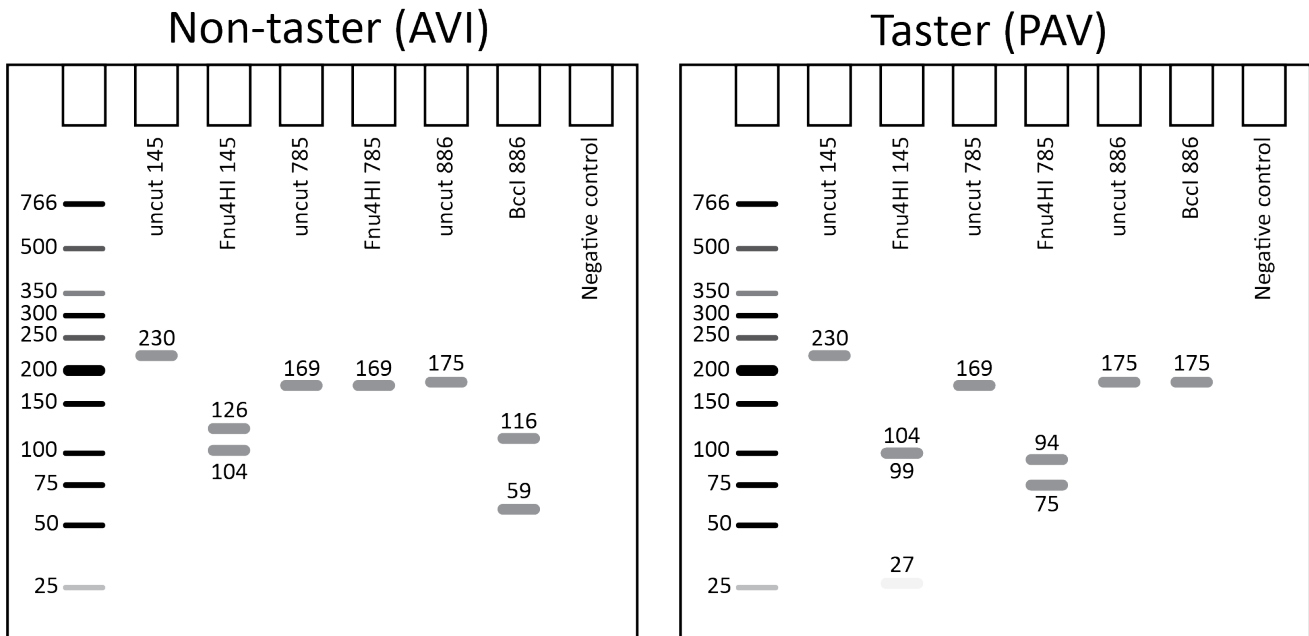 Non-taster (AVI)
uncut 145
Fnu4HI 145
uncut 785
Fnu4HI 785
uncut 886
BccI 886
Negative control
766
500
350
300
250
200
150
100
75
50
25
230
126
104
169
169
175
116
59
Taster (PAV)
uncut 145
Fnu4HI 145
uncut 785
Fnu4HI 785
uncut 886
BccI 886
Negative control
766
500
350
300
250
200
150
100
75
50
25
230
104
99
27
169
94
75
175
175